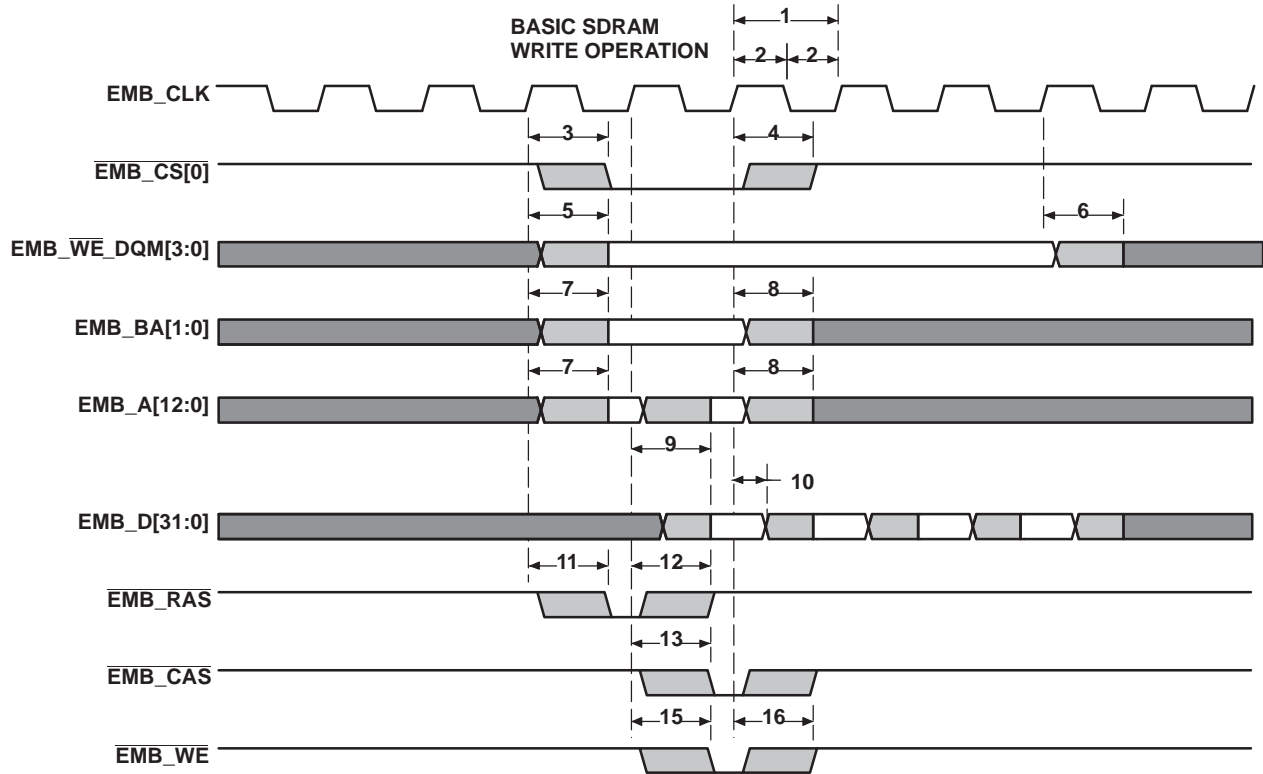 BASIC SDRAM
WRITE OPERATION
1
2 2
EMB_CLK
3 4
EMB_CS[0]
5 6
EMB_WE_DQM[3:0]
7 8
EMB_BA[1:0]
7 8
EMB_A[12:0]
9
10
EMB_D[31:0]
11 12
EMB_RAS
13
EMB_CAS
15 16
EMB_WE